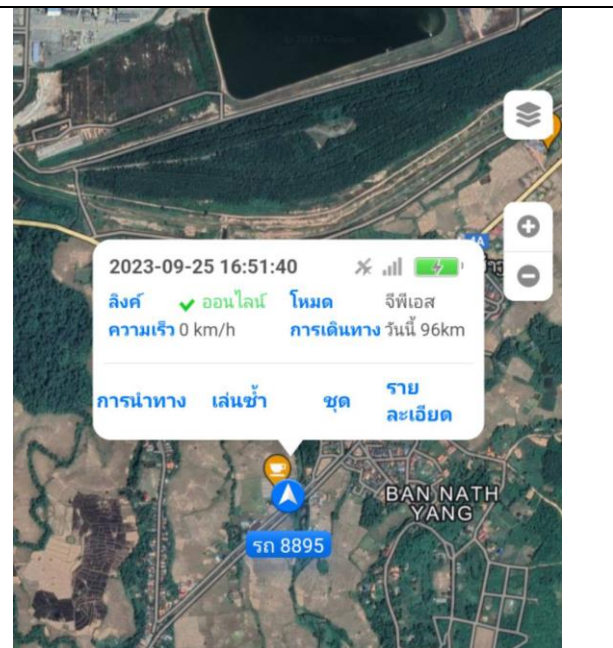 4A
2023-09-25 16:51:40
ลิงค์ ออนไลน์ โหมด จีพีเอส
ความเร็ว 0 km/h การเดินทาง วันนี้ 96km
การนำทาง เล่นซ้ำ ชุด ราย
ละเอียด
BAN NATH
YANG
รถ 8895